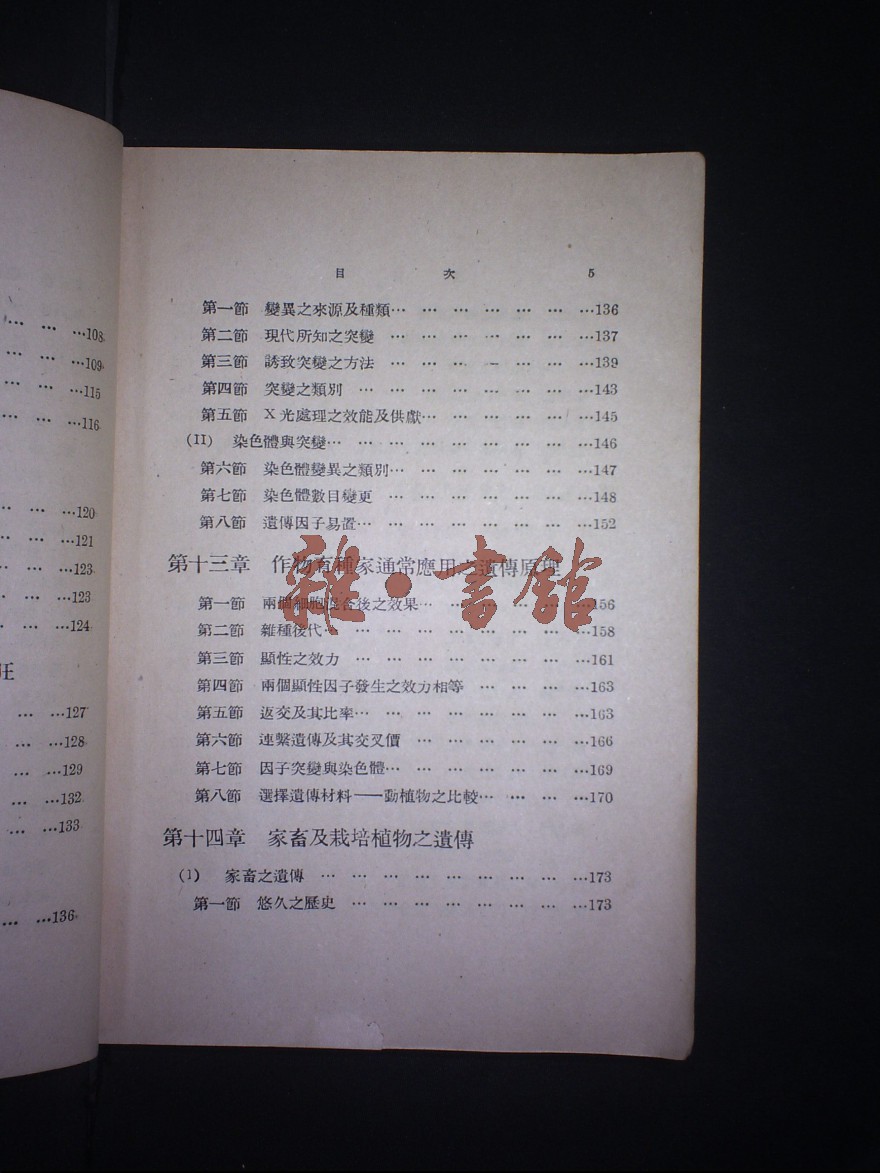 …108
…109
…115
…116
…120
…121
…123
…123
…124
旺
…127
…128
…129
…132
…133
…136
目 次 5
第一節 變異之來源及種類…136
第二節 現代所知之突變…137
第三節 誘致突變之方法…139
第四節 突變之類別…143
第五節 X光處理之效能及供獻…145
(II) 染色體與突變…146
第六節 染色體變異之類別…147
第七節 染色體數目變更…148
第八節 遺傳因子易置…152
第十三章 作物育種家通常應用之遺傳原理
第一節 兩個細胞混合後之效果…156
第二節 雜種後代…158
第三節 顯性之效力…161
第四節 兩個顯性因子發生之效力相等…163
第五節 返交及其比率…163
第六節 連繫遺傳及其交叉價…166
第七節 因子突變與染色體…169
第八節 選擇遺傳材料——動植物之比較…170
第十四章 家畜及栽培植物之遺傳
(1) 家畜之遺傳…173
第一節 悠久之歷史…173
雜·書館